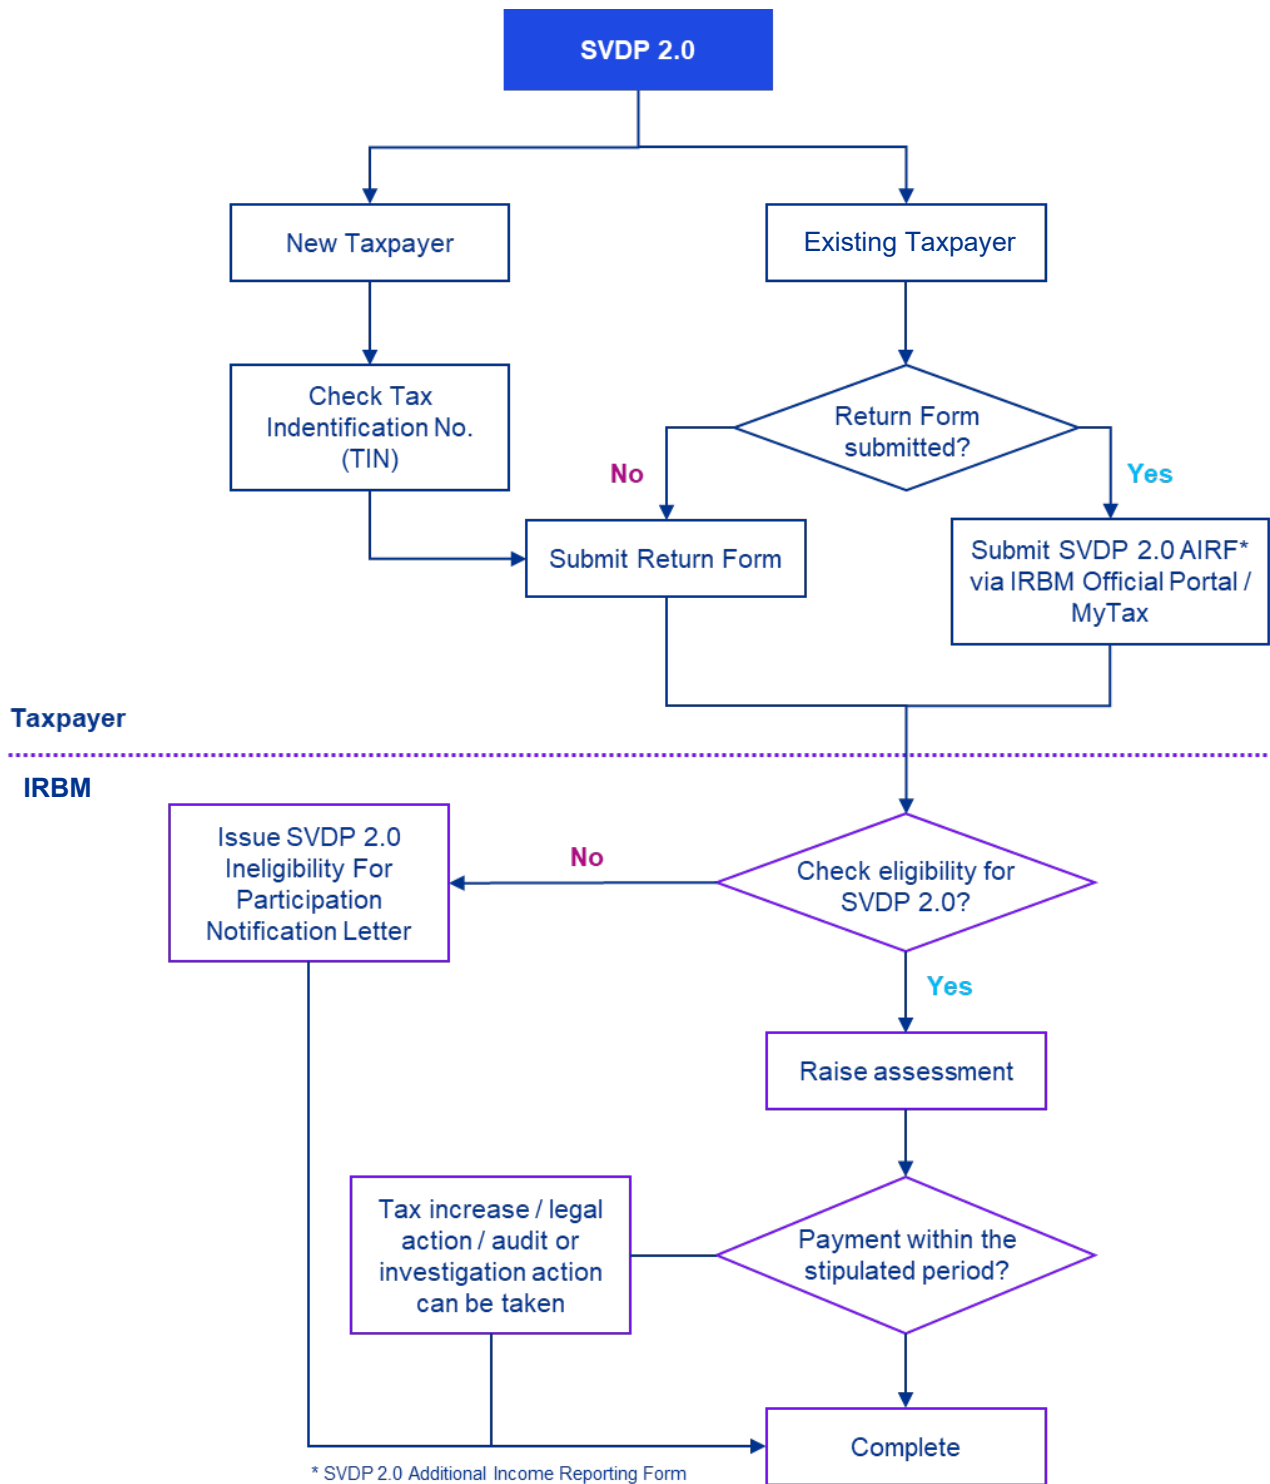 SVDP 2.0
New Taxpayer
Existing Taxpayer
Check Tax
Indentification No.
(TIN)
Return Form
submitted?
No
Yes
Submit Return Form
Submit SVDP 2.0 AIRF*
via IRBM Official Portal /
MyTax
Taxpayer
IRBM
Issue SVDP 2.0
Ineligibility For
Participation
Notification Letter
No
Check eligibility for
SVDP 2.0?
Yes
Raise assessment
Tax increase / legal
action / audit or
investigation action
can be taken
Payment within the
stipulated period?
Complete
* SVDP 2.0 Additional Income Reporting Form